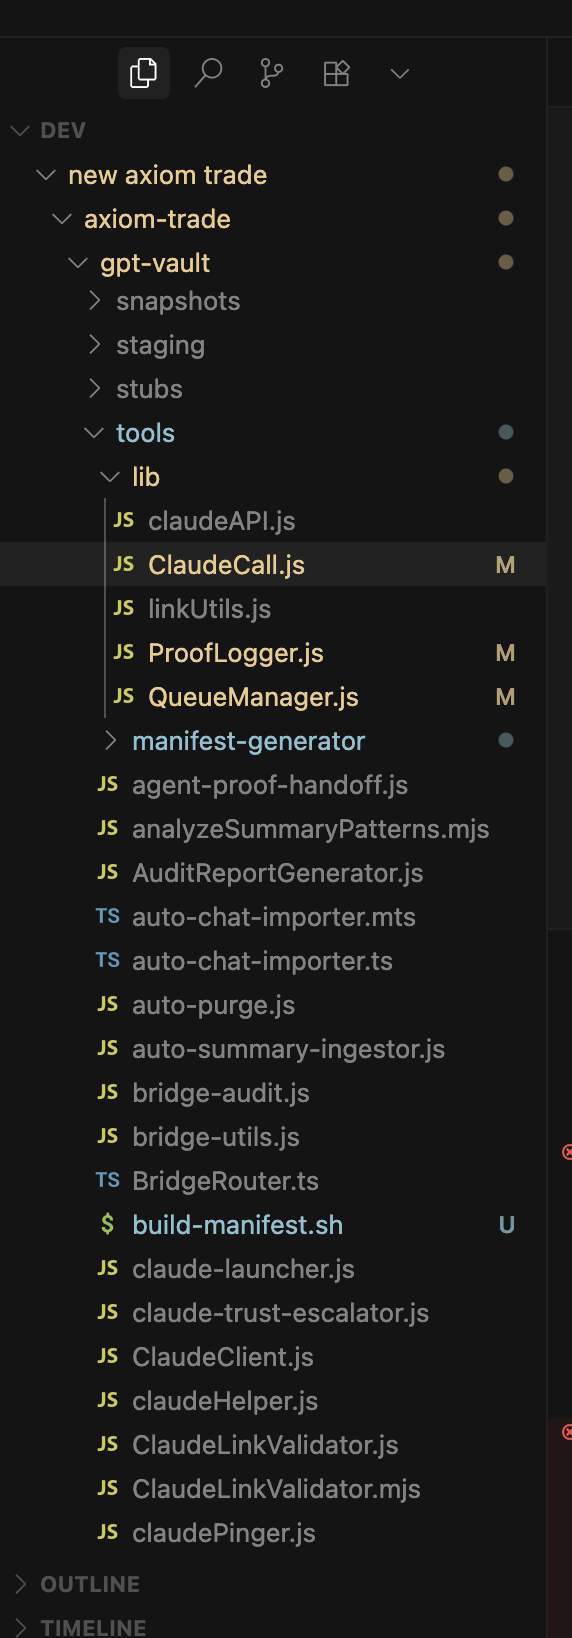 DEV
new axiom trade
axiom-trade
gpt-vault
snapshots
staging
stubs
tools
lib
JS claudeAPI.js
JS ClaudeCall.js M
JS linkUtils.js
JS ProofLogger.js M
JS QueueManager.js M
manifest-generator
JS agent-proof-handoff.js
JS analyzeSummaryPatterns.mjs
JS AuditReportGenerator.js
TS auto-chat-importer.mts
TS auto-chat-importer.ts
JS auto-purge.js
JS auto-summary-ingestor.js
JS bridge-audit.js
JS bridge-utils.js
TS BridgeRouter.ts
$ build-manifest.sh U
JS claude-launcher.js
JS claude-trust-escalator.js
JS ClaudeClient.js
JS claudeHelper.js
JS ClaudeLinkValidator.js
JS ClaudeLinkValidator.mjs
JS claudePinger.js
OUTLINE
TIMELINE